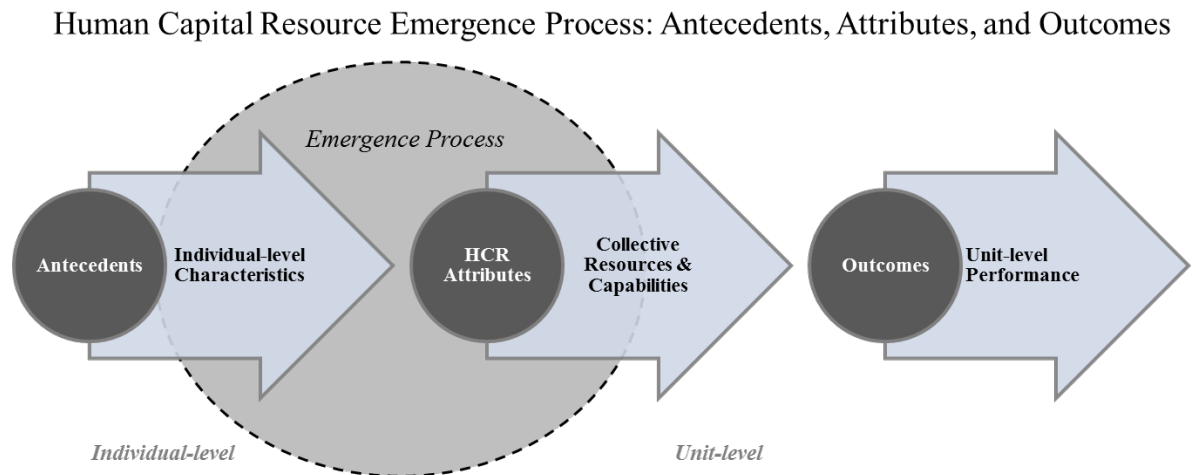 Human Capital Resource Emergence Process: Antecedents, Attributes, and Outcomes
Emergence Process
Antecedents
Individual-level
Characteristics
HCR
Attributes
Collective
Resources &
Capabilities
Outcomes
Unit-level
Performance
Individual-level
Unit-level